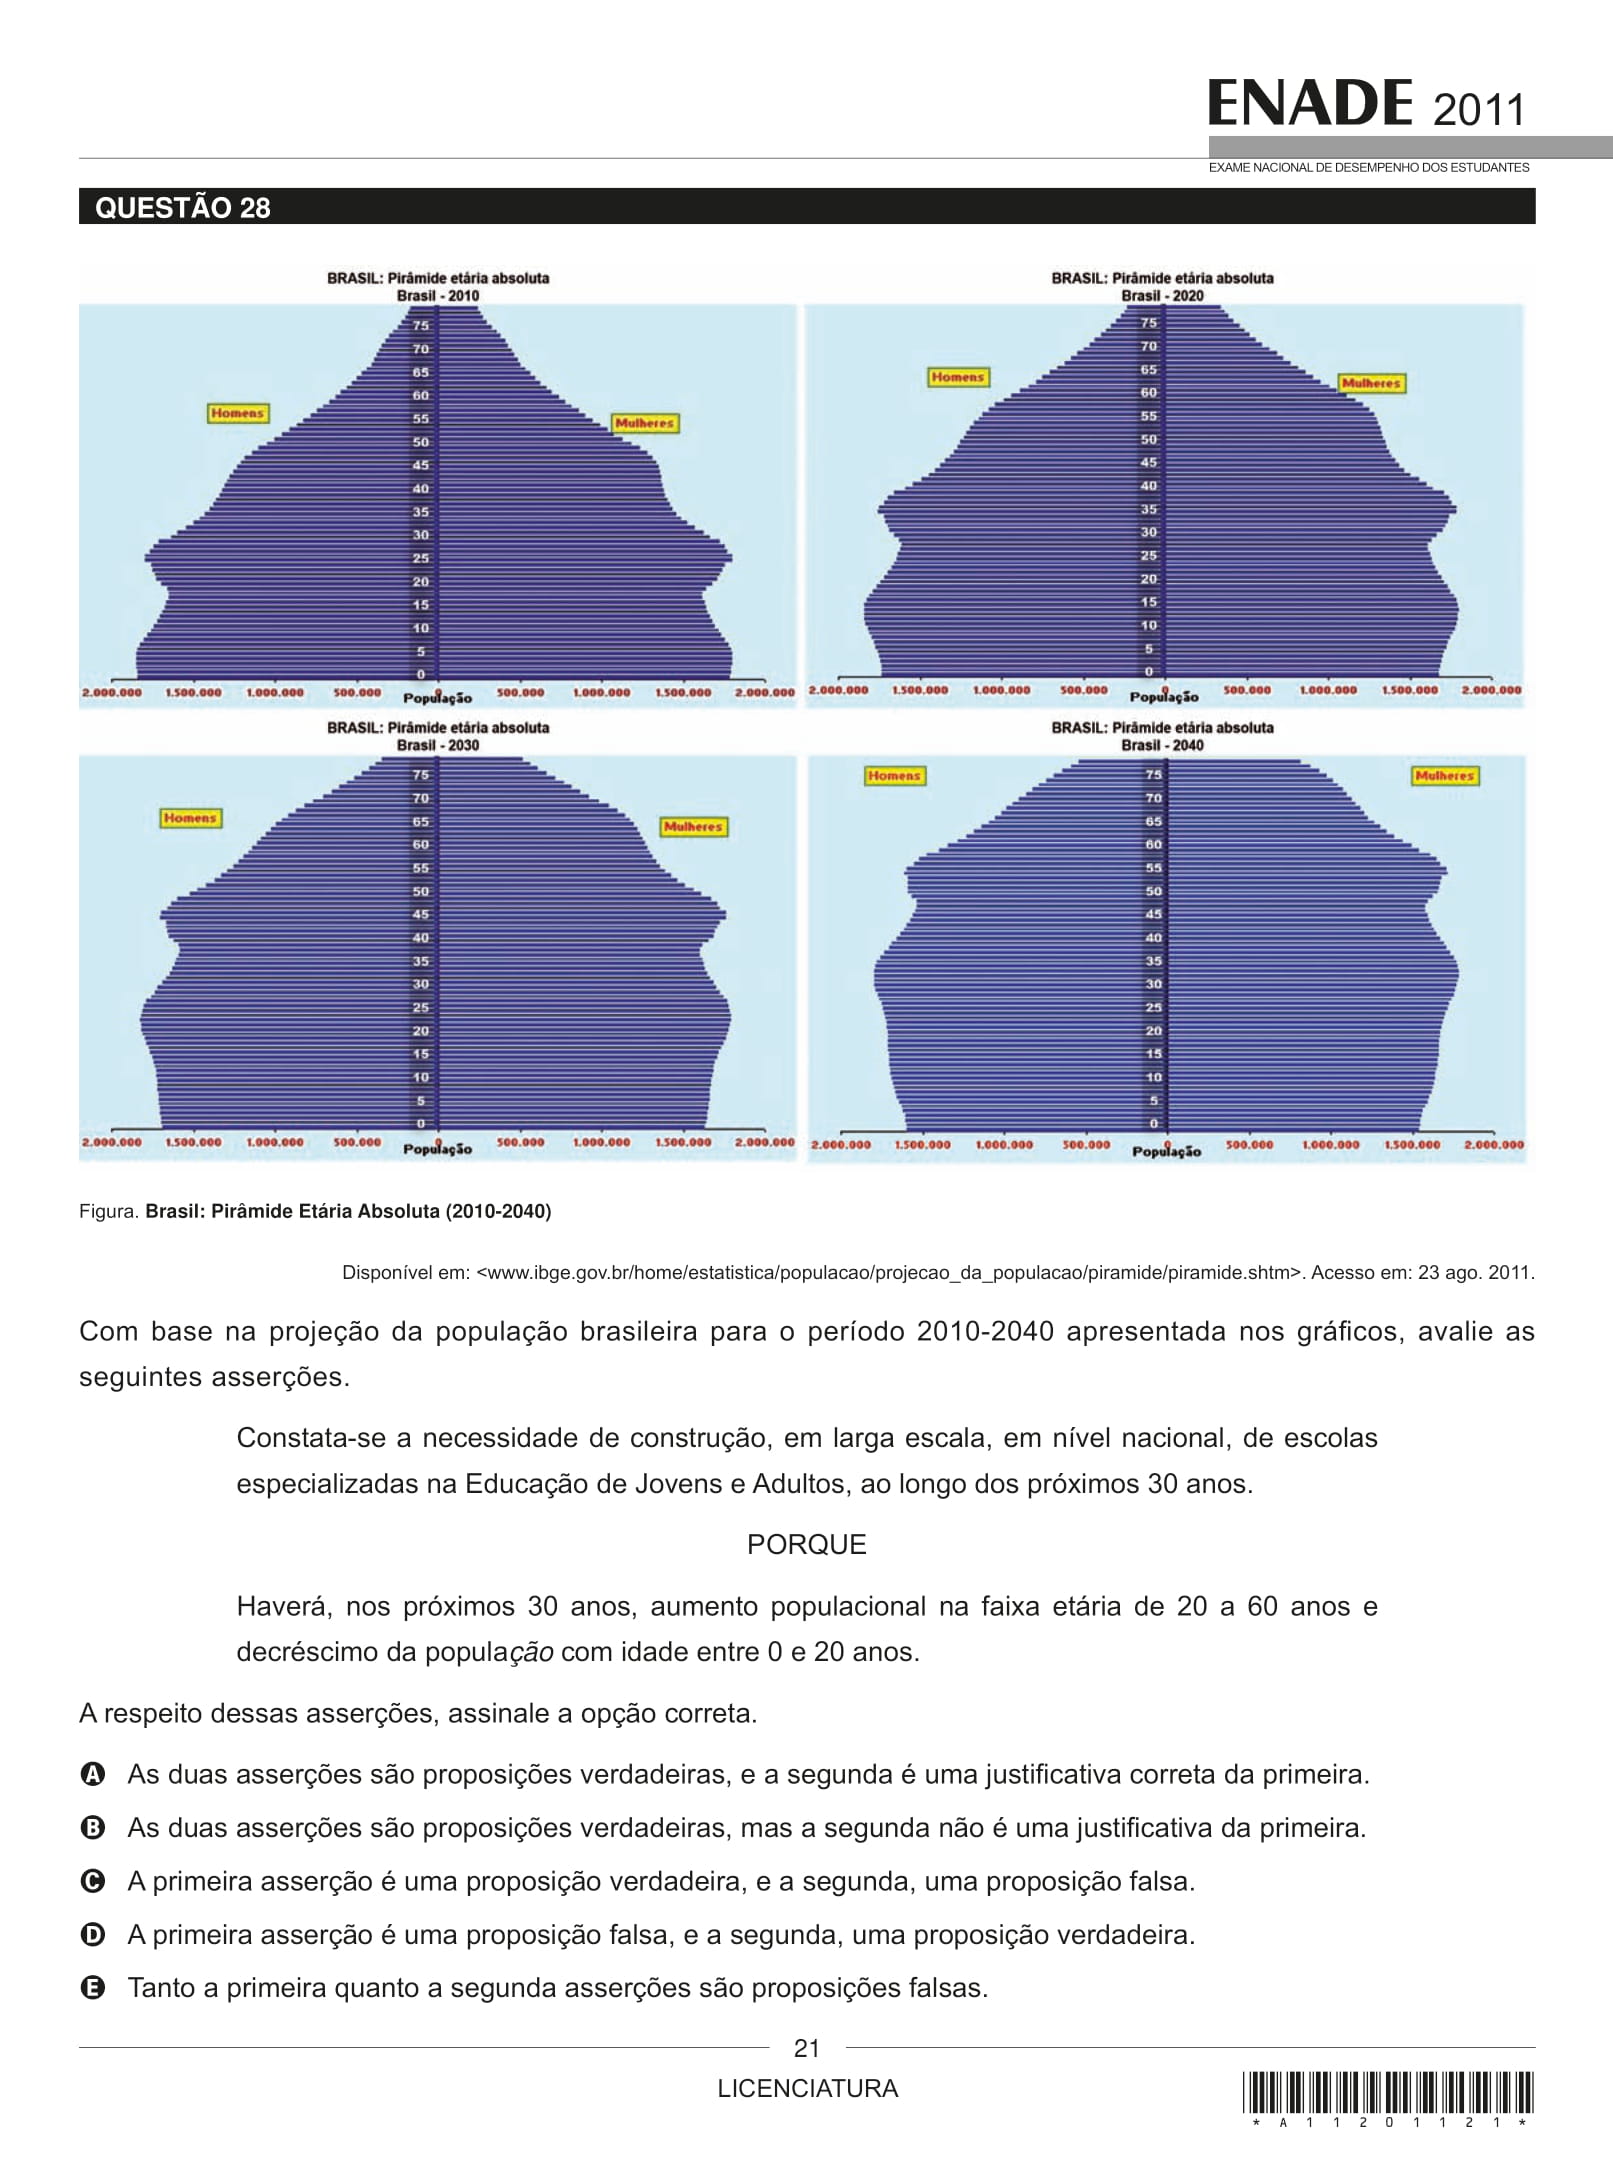 ENADE 2011
EXAME NACIONAL DE DESEMPENHO DOS ESTUDANTES
QUESTÃO 28
BRASIL: Pirâmide etária absoluta
Brasil - 2010
75
70
65
60
55
50
45
40
35
30
25
20
15
10
5
0
Homens
Mulheres
2.000.000 1.500.000 1.000.000 500.000 0 500.000 1.000.000 1.500.000 2.000.000
População
BRASIL: Pirâmide etária absoluta
Brasil - 2020
75
70
65
60
55
50
45
40
35
30
25
20
15
10
5
0
Homens
Mulheres
2.000.000 1.500.000 1.000.000 500.000 0 500.000 1.000.000 1.500.000 2.000.000
População
BRASIL: Pirâmide etária absoluta
Brasil - 2030
75
70
65
60
55
50
45
40
35
30
25
20
15
10
5
0
Homens
Mulheres
2.000.000 1.500.000 1.000.000 500.000 0 500.000 1.000.000 1.500.000 2.000.000
População
BRASIL: Pirâmide etária absoluta
Brasil - 2040
Homens
Mulheres
75
70
65
60
55
50
45
40
35
30
25
20
15
10
5
0
2.000.000 1.500.000 1.000.000 500.000 0 500.000 1.000.000 1.500.000 2.000.000
População
Figura. Brasil: Pirâmide Etária Absoluta (2010-2040)
Disponível em: <www.ibge.gov.br/home/estatistica/populacao/projecao_da_populacao/piramide/piramide.shtm>. Acesso em: 23 ago. 2011.
Com base na projeção da população brasileira para o período 2010-2040 apresentada nos gráficos, avalie as
seguintes asserções.
Constata-se a necessidade de construção, em larga escala, em nível nacional, de escolas
especializadas na Educação de Jovens e Adultos, ao longo dos próximos 30 anos.
PORQUE
Haverá, nos próximos 30 anos, aumento populacional na faixa etária de 20 a 60 anos e
decréscimo da população com idade entre 0 e 20 anos.
A respeito dessas asserções, assinale a opção correta.
A As duas asserções são proposições verdadeiras, e a segunda é uma justificativa correta da primeira.
B As duas asserções são proposições verdadeiras, mas a segunda não é uma justificativa da primeira.
C A primeira asserção é uma proposição verdadeira, e a segunda, uma proposição falsa.
D A primeira asserção é uma proposição falsa, e a segunda, uma proposição verdadeira.
E Tanto a primeira quanto a segunda asserções são proposições falsas.
21
LICENCIATURA
* A 1 1 2 0 1 1 2 1 *